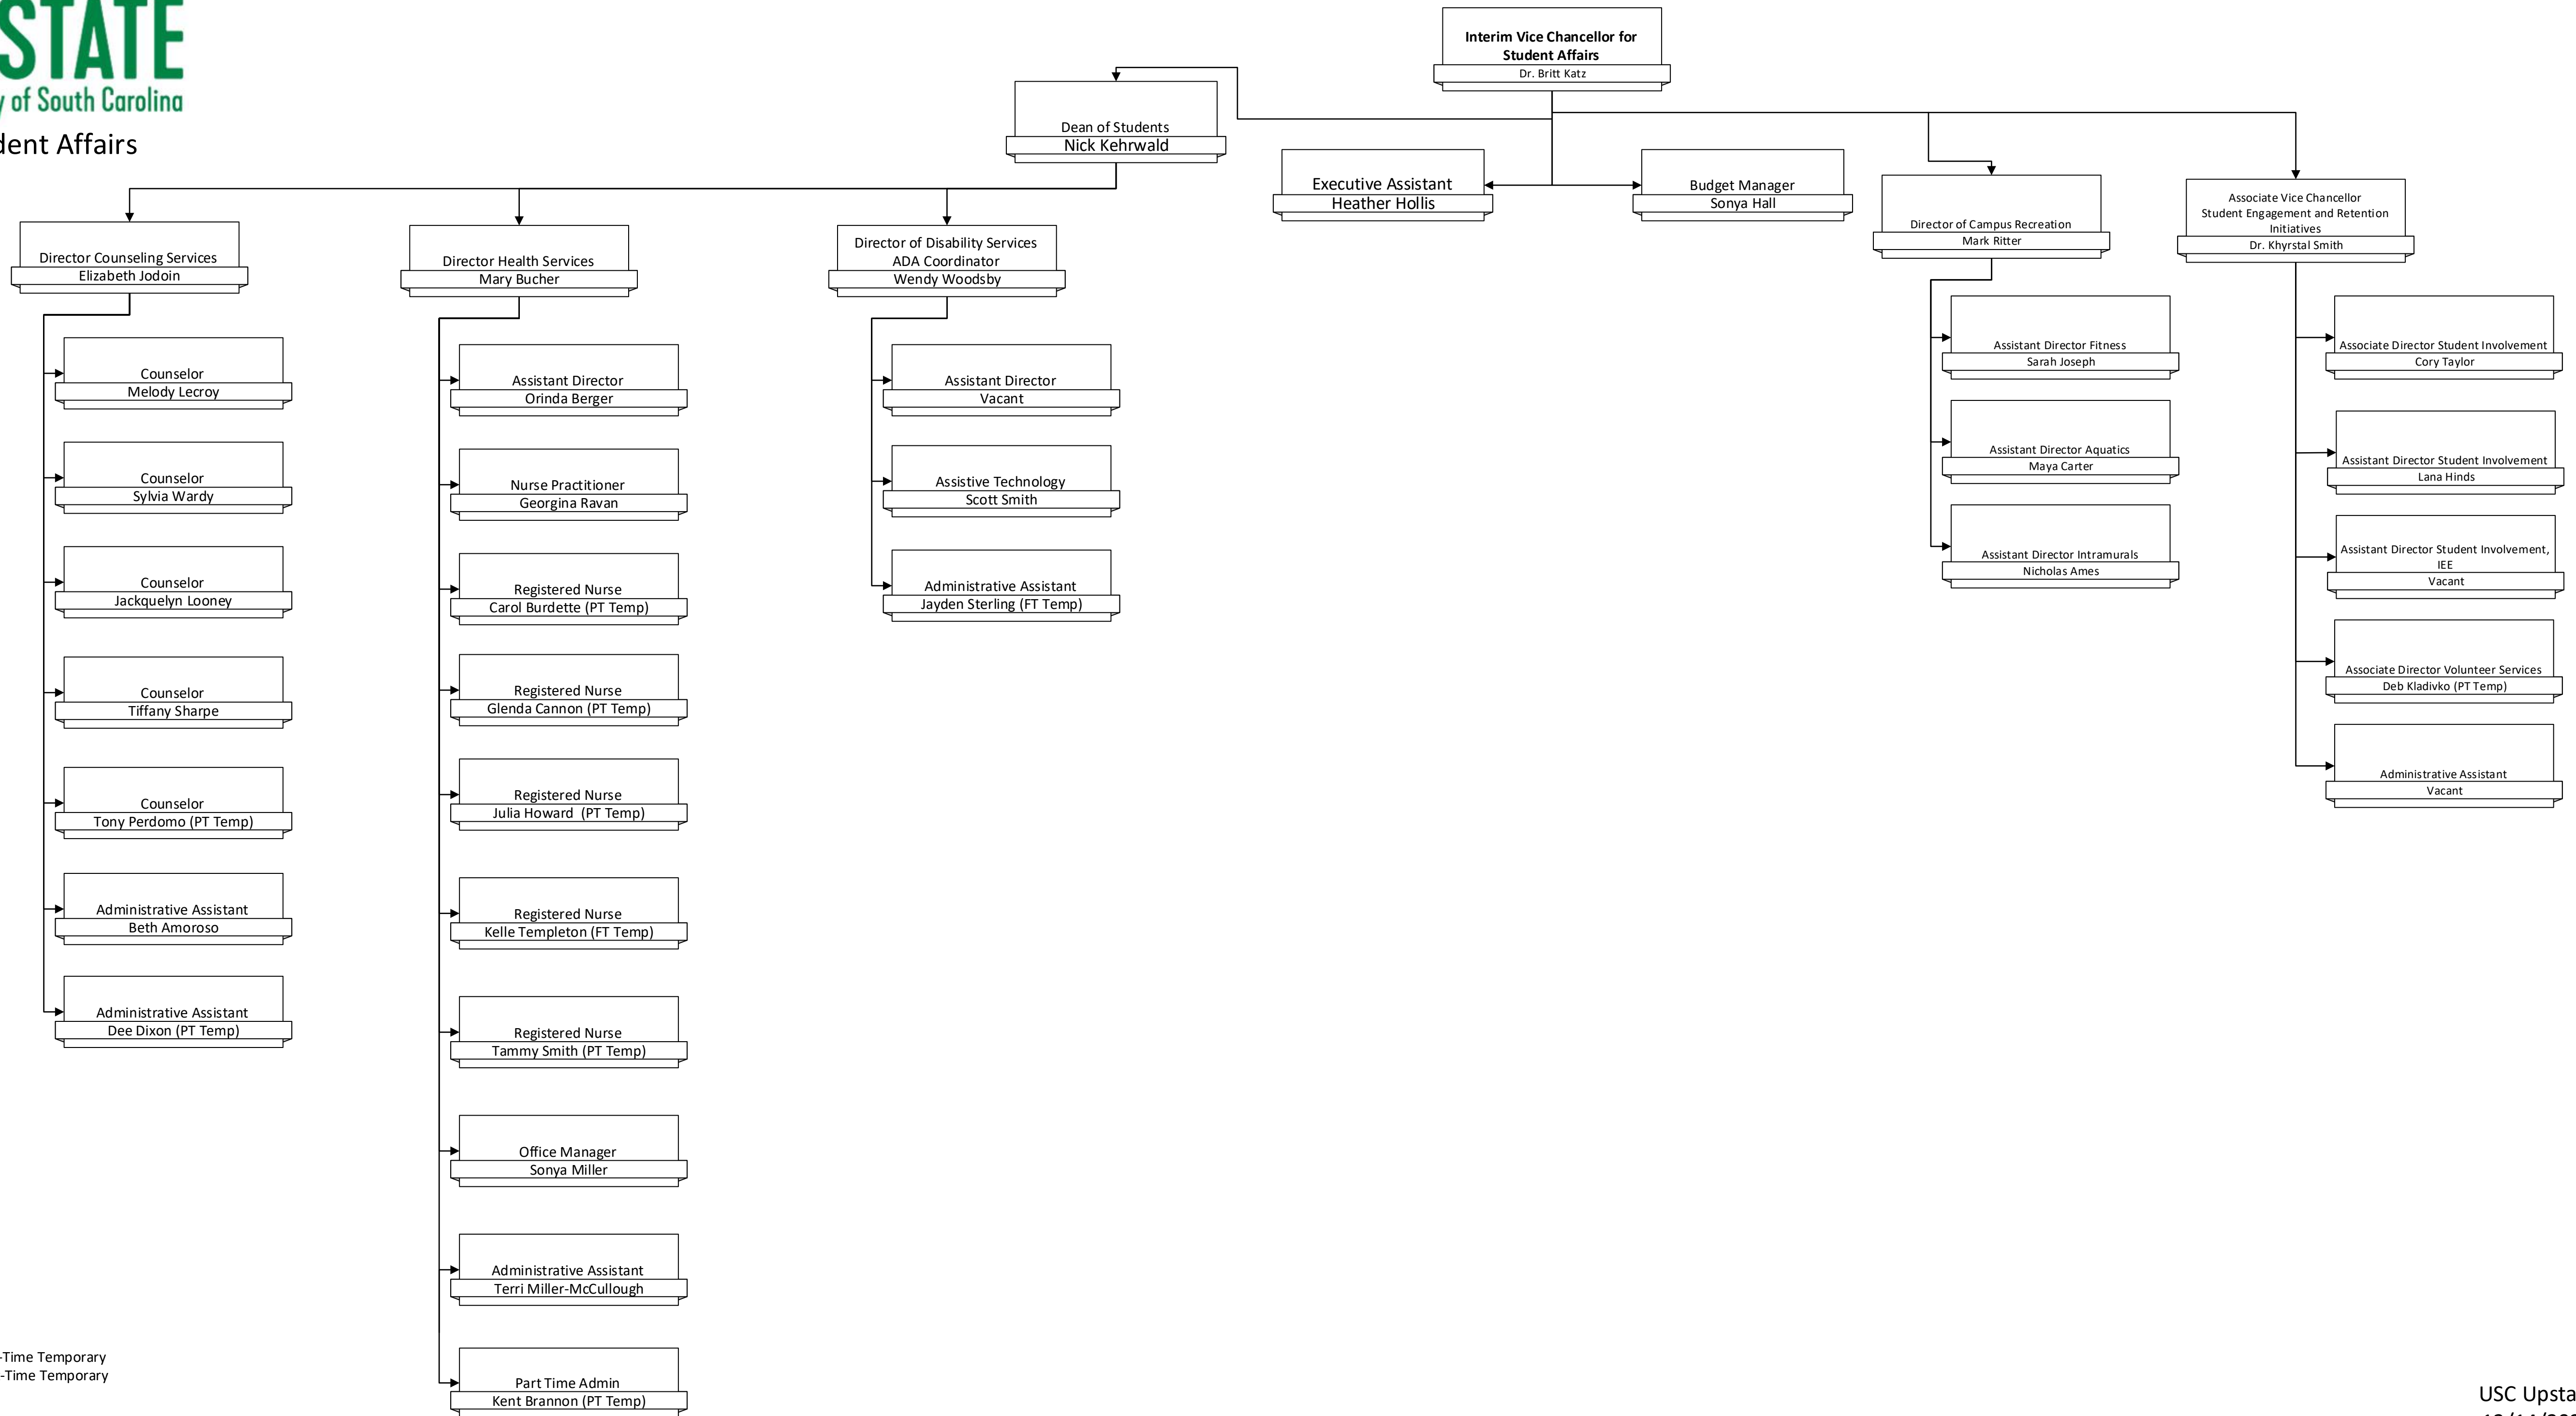 STATE
of South Carolina
Affairs
Interim Vice Chancellor for
Student Affairs
Dr. Britt Katz
Dean of Students
Nick Kehrwald
Executive Assistant
Heather Hollis
Budget Manager
Sonya Hall
Director of Campus Recreation
Mark Ritter
Associate Vice Chancellor
Student Engagement and Retention
Initiatives
Dr. Khyrstal Smith
Director Counseling Services
Elizabeth Jodoin
Director Health Services
Mary Bucher
Director of Disability Services
ADA Coordinator
Wendy Woodsby
Counselor
Melody Lecroy
Counselor
Sylvia Wardy
Counselor
Jackquelyn Looney
Counselor
Tiffany Sharpe
Counselor
Tony Perdomo (PT Temp)
Administrative Assistant
Beth Amoroso
Administrative Assistant
Dee Dixon (PT Temp)
Assistant Director
Orinda Berger
Nurse Practitioner
Georgina Ravan
Registered Nurse
Carol Burdette (PT Temp)
Registered Nurse
Glenda Cannon (PT Temp)
Registered Nurse
Julia Howard  (PT Temp)
Registered Nurse
Kelle Templeton (FT Temp)
Registered Nurse
Tammy Smith (PT Temp)
Office Manager
Sonya Miller
Administrative Assistant
Terri Miller-McCullough
Part Time Admin
Kent Brannon (PT Temp)
Assistant Director
Vacant
Assistive Technology
Scott Smith
Administrative Assistant
Jayden Sterling (FT Temp)
Assistant Director Fitness
Sarah Joseph
Assistant Director Aquatics
Maya Carter
Assistant Director Intramurals
Nicholas Ames
Associate Director Student Involvement
Cory Taylor
Assistant Director Student Involvement
Lana Hinds
Assistant Director Student Involvement,
IEE
Vacant
Associate Director Volunteer Services
Deb Kladivko (PT Temp)
Administrative Assistant
Vacant
-Time Temporary
-Time Temporary
USC